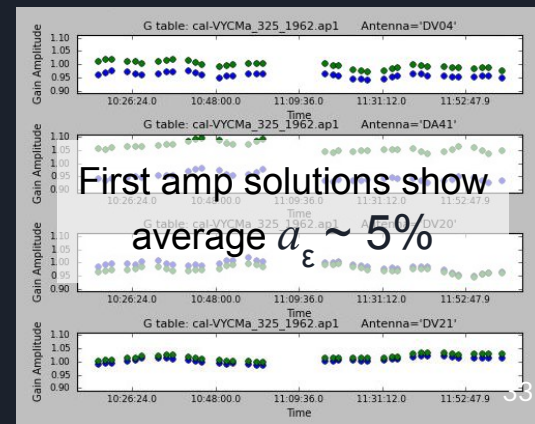 G table: cal-VYCMa_325_1962.ap1 Antenna='DV04'
Gain Amplitude
1.10
1.05
1.00
0.95
0.90
10:26:24.0 10:48:00.0 11:09:36.0 11:31:12.0 11:52:47.9
Time
G table: cal-VYCMa_325_1962.ap1 Antenna='DA41'
Gain Amplitude
1.10
1.05
1.00
0.95
0.90
10:26:24.0 10:48:00.0 11:09:36.0 11:31:12.0 11:52:47.9
Time
First amp solutions show
average aε ~ 5%
G table: cal-VYCMa_325_1962.ap1 Antenna='DV20'
Gain Amplitude
1.10
1.05
1.00
0.95
0.90
10:26:24.0 10:48:00.0 11:09:36.0 11:31:12.0 11:52:47.9
Time
G table: cal-VYCMa_325_1962.ap1 Antenna='DV21'
Gain Amplitude
1.10
1.05
1.00
0.95
0.90
10:26:24.0 10:48:00.0 11:09:36.0 11:31:12.0 11:52:47.9
Time
33